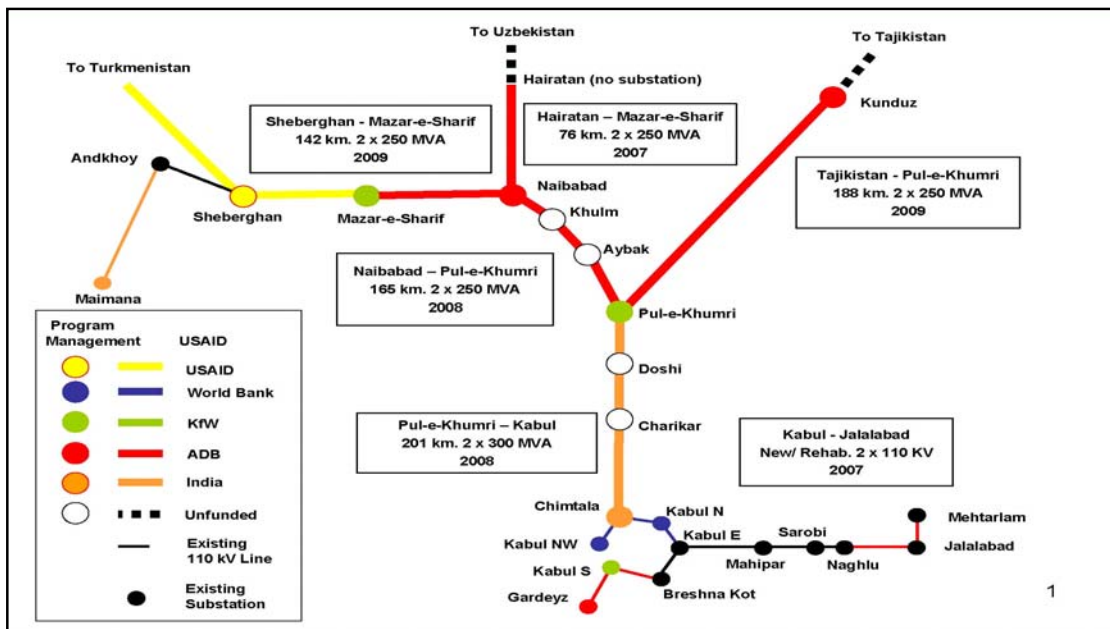 To Uzbekistan
To Tajikistan
To Turkmenistan
Hairatan (no substation)
Kunduz
Sheberghan - Mazar-e-Sharif
142 km. 2 x 250 MVA
2009
Hairatan – Mazar-e-Sharif
76 km. 2 x 250 MVA
2007
Andkhoy
Tajikistan - Pul-e-Khumri
188 km. 2 x 250 MVA
2009
Naibabad
Sheberghan
Mazar-e-Sharif
Khulm
Aybak
Naibabad – Pul-e-Khumri
165 km. 2 x 250 MVA
2008
Maimana
Pul-e-Khumri
Program
Management
USAID
USAID
World Bank
KfW
ADB
India
Unfunded
Existing
110 kV Line
Existing
Substation
Doshi
Charikar
Pul-e-Khumri – Kabul
201 km. 2 x 300 MVA
2008
Kabul - Jalalabad
New/ Rehab. 2 x 110 KV
2007
Chimtala
Kabul N
Mehtarlam
Kabul NW
Kabul E
Sarobi
Jalalabad
Mahipar
Naghlu
Kabul S
Breshna Kot
Gardeyz
1